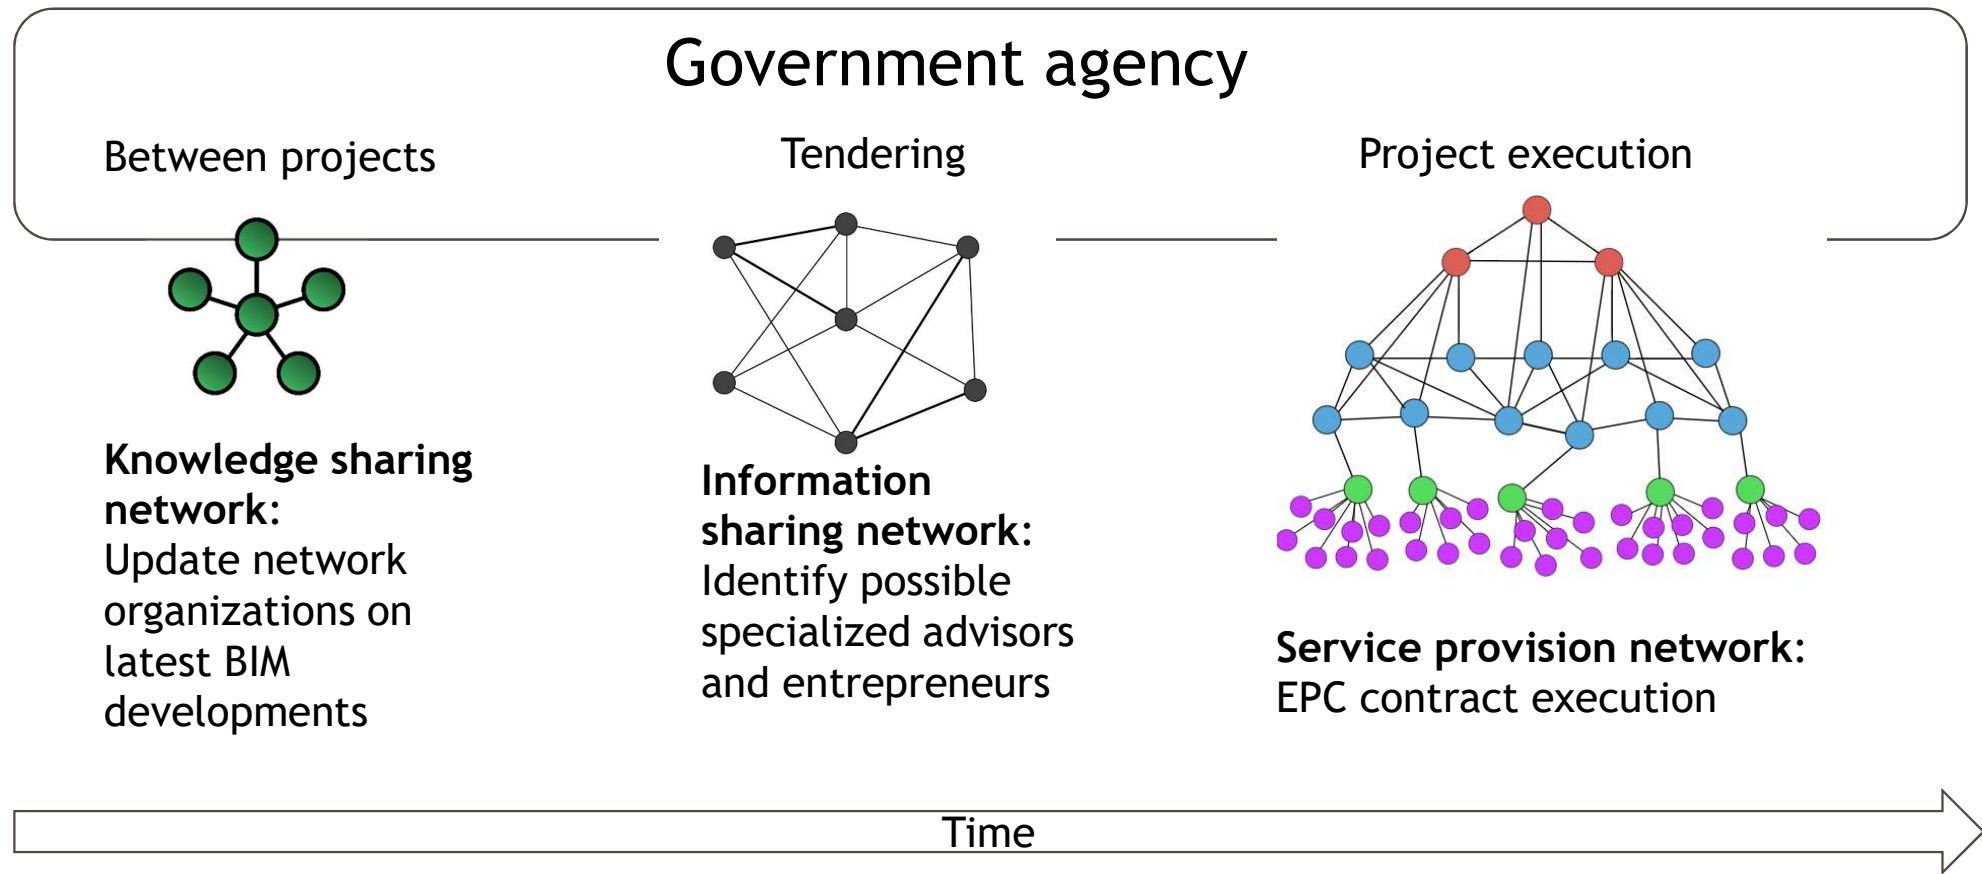 Government agency
Between projects
Tendering
Project execution
Knowledge sharing
network:
Update network
organizations on
latest BIM
developments
Information
sharing network:
Identify possible
specialized advisors
and entrepreneurs
Service provision network:
EPC contract execution
Time